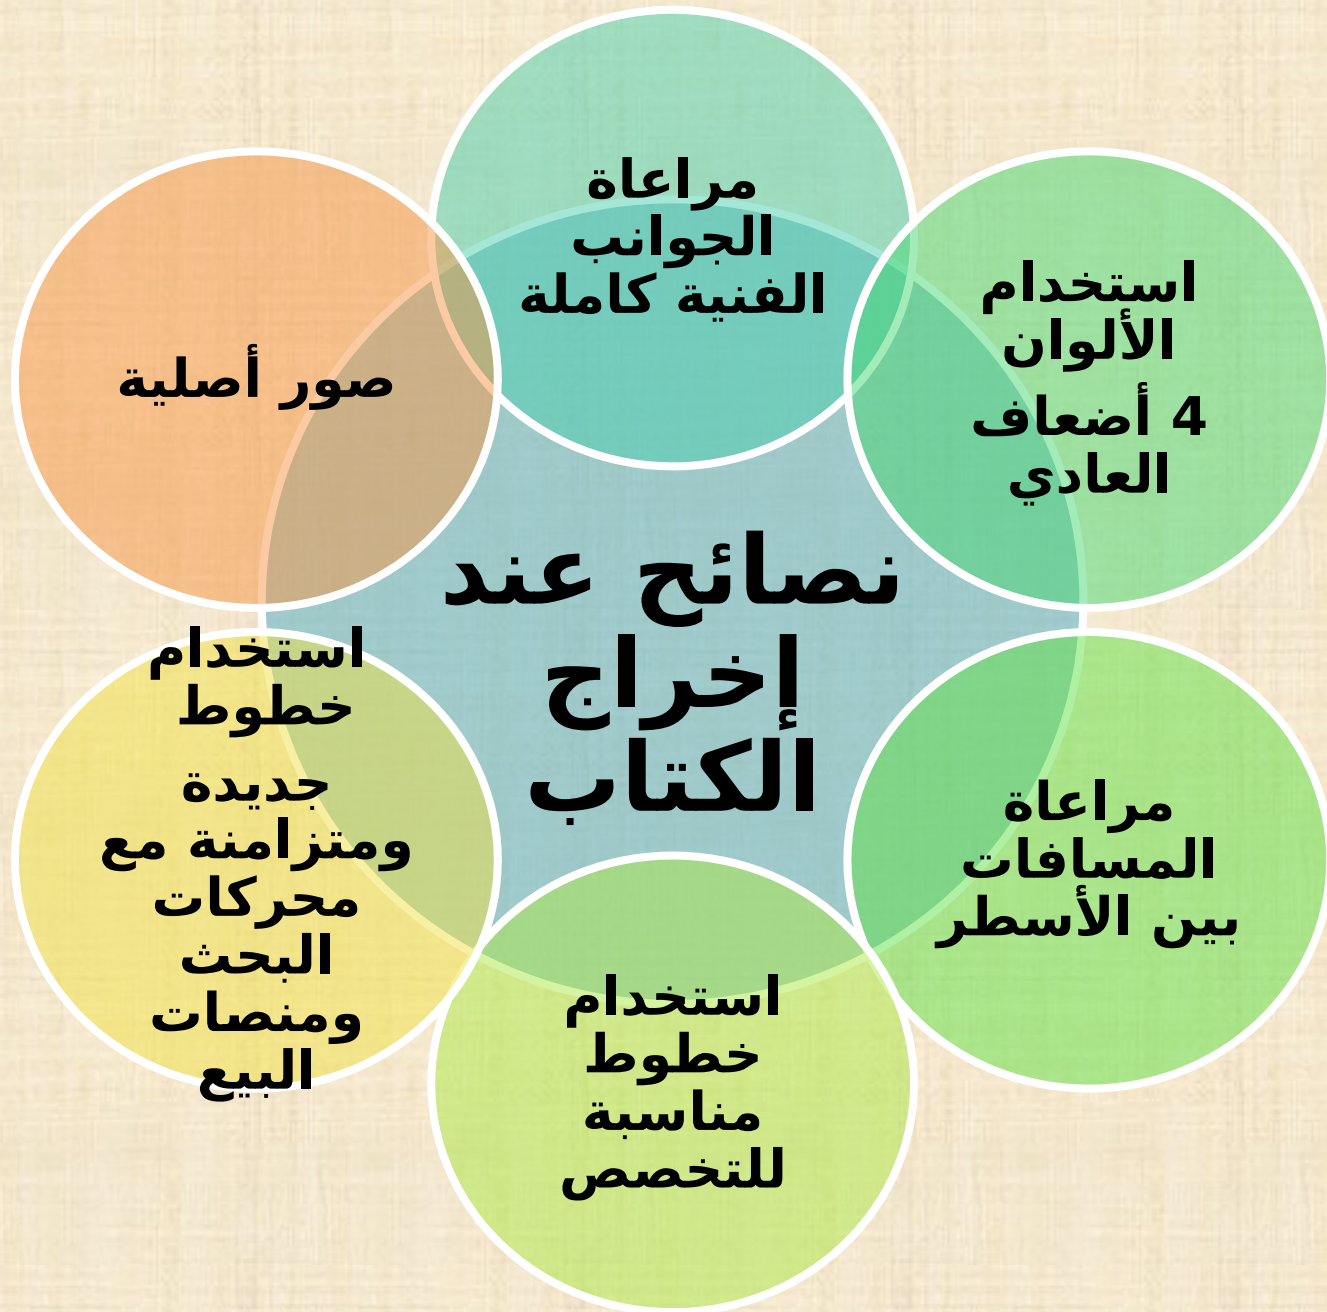 نصائح عند
إخراج
الكتاب
مراعاة
الجوانب
الفنية كاملة
استخدام
الألوان
4 أضعاف
العادي
مراعاة
المسافات
بين الأسطر
استخدام
خطوط
مناسبة
للتخصص
استخدام
خطوط
جديدة
ومتزامنة مع
محركات
البحث
ومنصات
البيع
صور أصلية